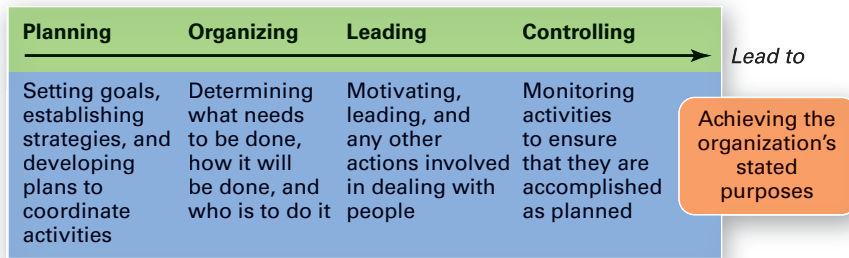 Planning
Organizing
Leading
Controlling
Lead to
Setting goals,
establishing
strategies, and
developing
plans to
coordinate
activities
Determining
what needs
to be done,
how it will
be done, and
who is to do it
Motivating,
leading, and
any other
actions involved
in dealing with
people
Monitoring
activities
to ensure
that they are
accomplished
as planned
Achieving the
organization’s
stated
purposes